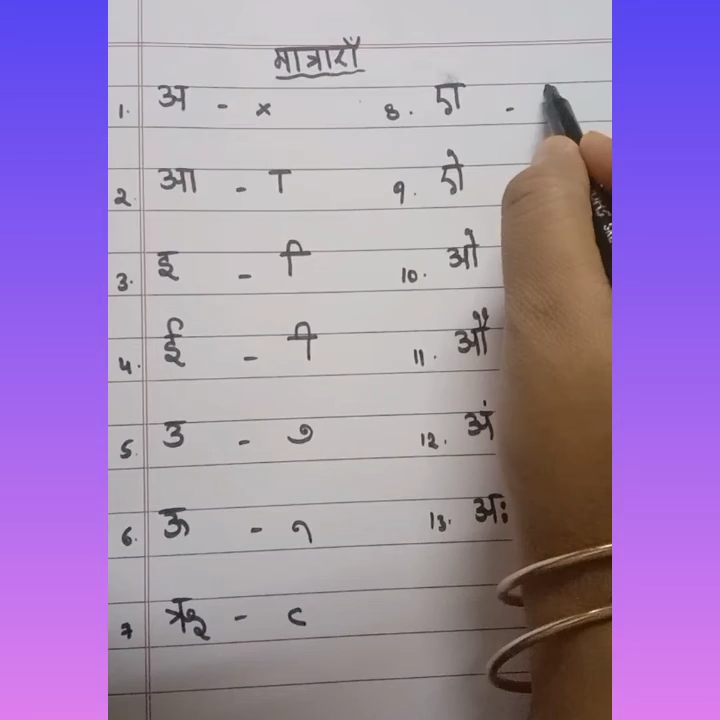 मात्राएँ
1. अ - ×
2. आ - ा
3. इ - ि
4. ई - ी
5. उ - ु
6. ऊ - ू
7 ऋ - ृ
8. ए -
9. ऐ
10. ओ
11. औ
12. अं
13. अः